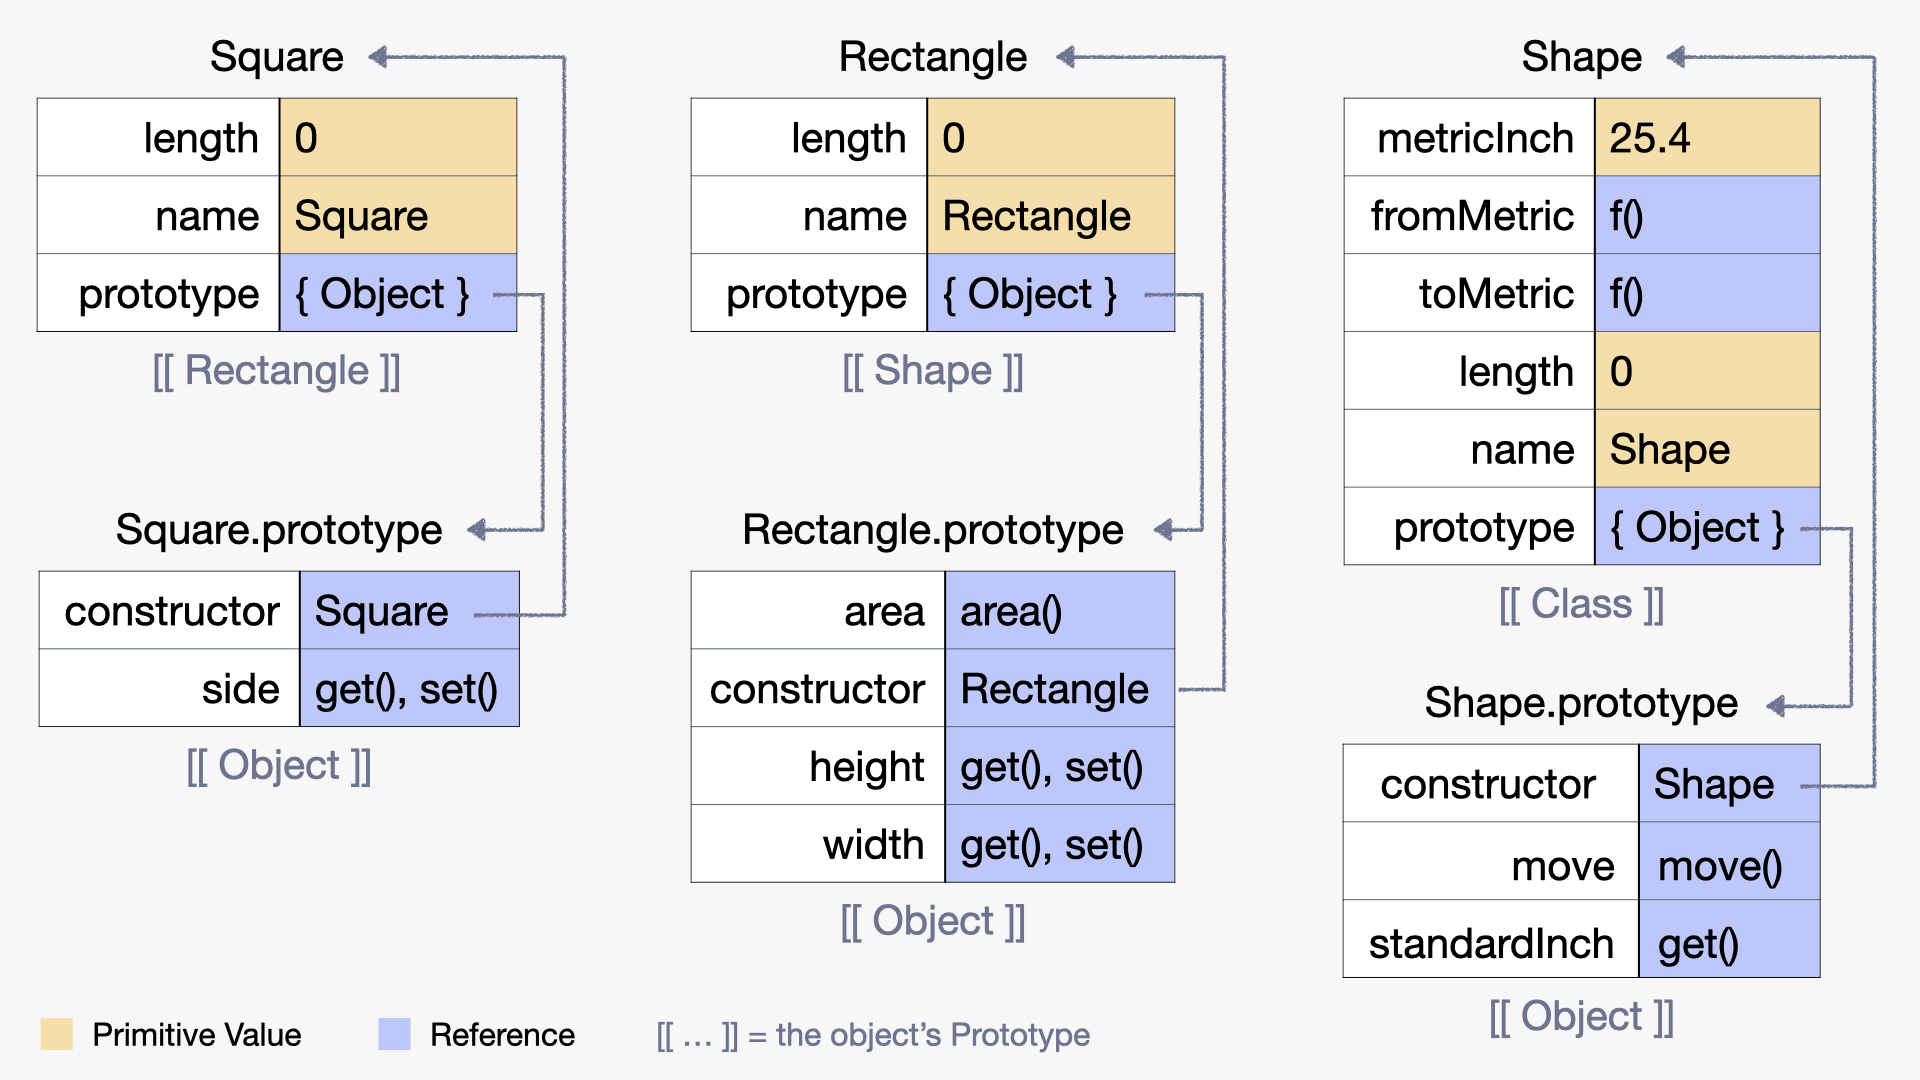 Square
length 0
name Square
prototype { Object }
[[ Rectangle ]]
Square.prototype
constructor Square
side get(), set()
[[ Object ]]
Rectangle
length 0
name Rectangle
prototype { Object }
[[ Shape ]]
Rectangle.prototype
area area()
constructor Rectangle
height get(), set()
width get(), set()
[[ Object ]]
Shape
metricInch 25.4
fromMetric f()
toMetric f()
length 0
name Shape
prototype { Object }
[[ Class ]]
Shape.prototype
constructor Shape
move move()
standardInch get()
[[ Object ]]
Primitive Value
Reference
[[ … ]] = the object’s Prototype